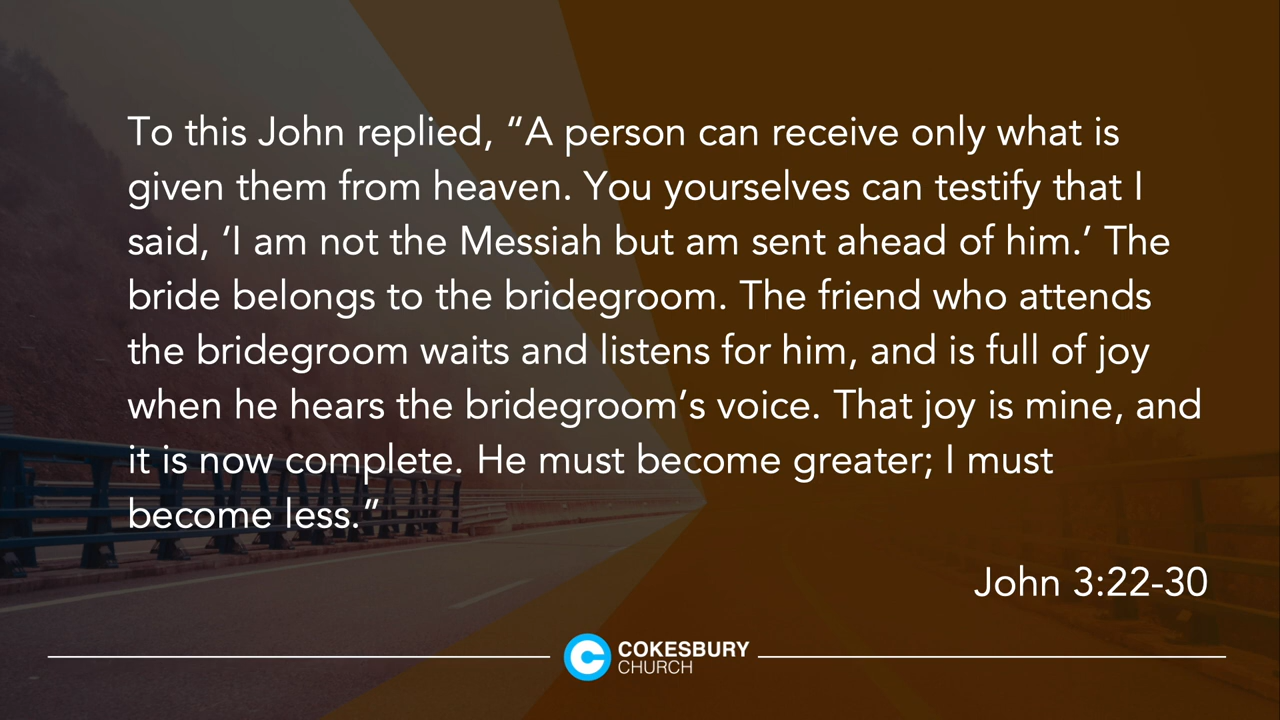 To this John replied, “A person can receive only what is
given them from heaven. You yourselves can testify that I
said, ‘I am not the Messiah but am sent ahead of him.’ The
bride belongs to the bridegroom. The friend who attends
the bridegroom waits and listens for him, and is full of joy
when he hears the bridegroom’s voice. That joy is mine, and
it is now complete. He must become greater; I must
become less.”
John 3:22-30
COKESBURY
CHURCH